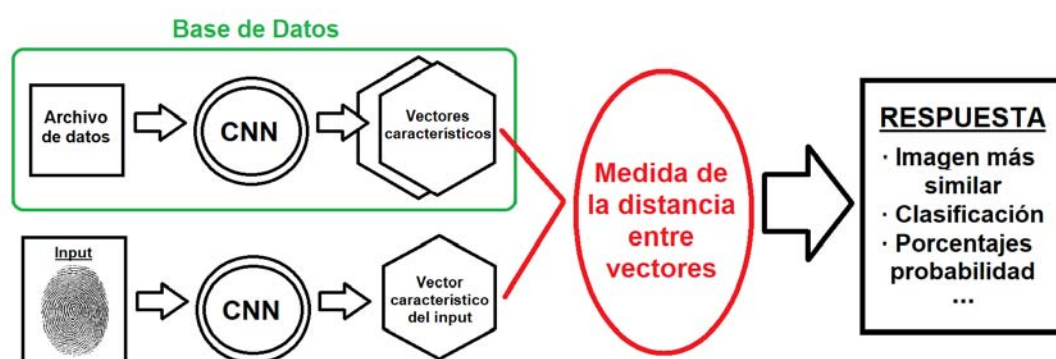 Base de Datos
Archivo
de datos
CNN
Vectores
característicos
Input
CNN
Vector
característico
del input
Medida de
la distancia
entre
vectores
RESPUESTA
· Imagen más
similar
· Clasificación
· Porcentajes
probabilidad
...